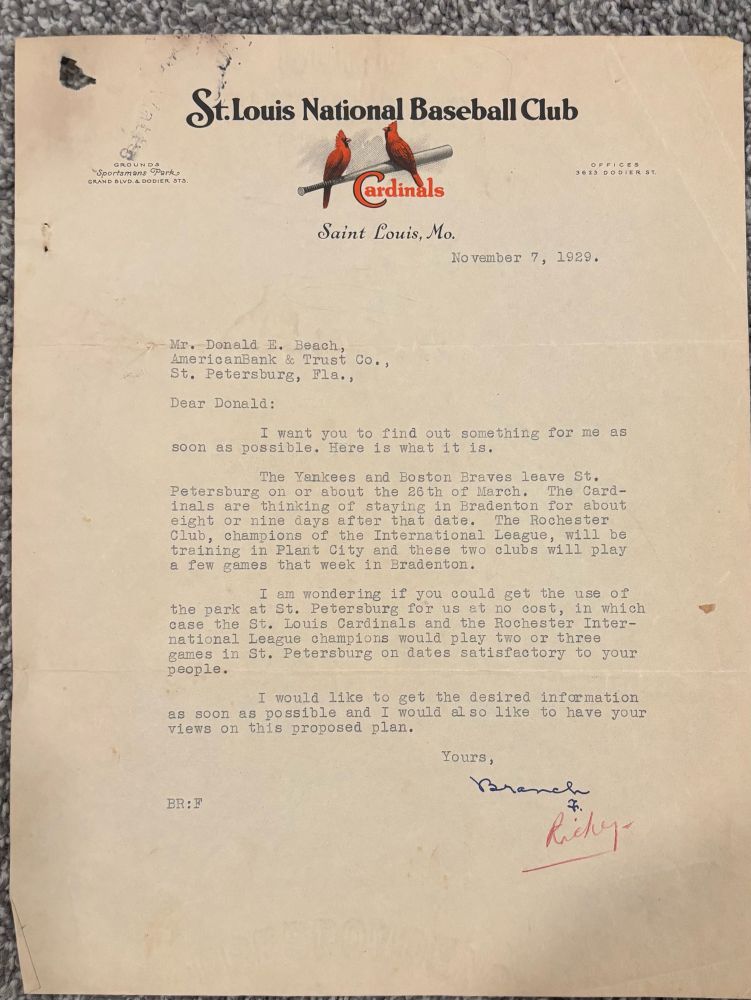 St. Louis National Baseball Club
GROUNDS
Sportsmans Park
GRAND BLVD. & DODIER STS.
OFFICES
3623 DODIER ST.
Cardinals
Saint Louis, Mo.
November 7, 1929.
Mr. Donald E. Beach,
AmericanBank & Trust Co.,
St. Petersburg, Fla.,
Dear Donald:
I want you to find out something for me as
soon as possible. Here is what it is.
The Yankees and Boston Braves leave St.
Petersburg on or about the 26th of March. The Card-
inals are thinking of staying in Bradenton for about
eight or nine days after that date. The Rochester
Club, champions of the International League, will be
training in Plant City and these two clubs will play
a few games that week in Bradenton.
I am wondering if you could get the use of
the park at St. Petersburg for us at no cost, in which
case the St. Louis Cardinals and the Rochester Inter-
national League champions would play two or three
games in St. Petersburg on dates satisfactory to your
people.
I would like to get the desired information
as soon as possible and I would also like to have your
views on this proposed plan.
Yours,
Branch
F.
Rickey
BR:F